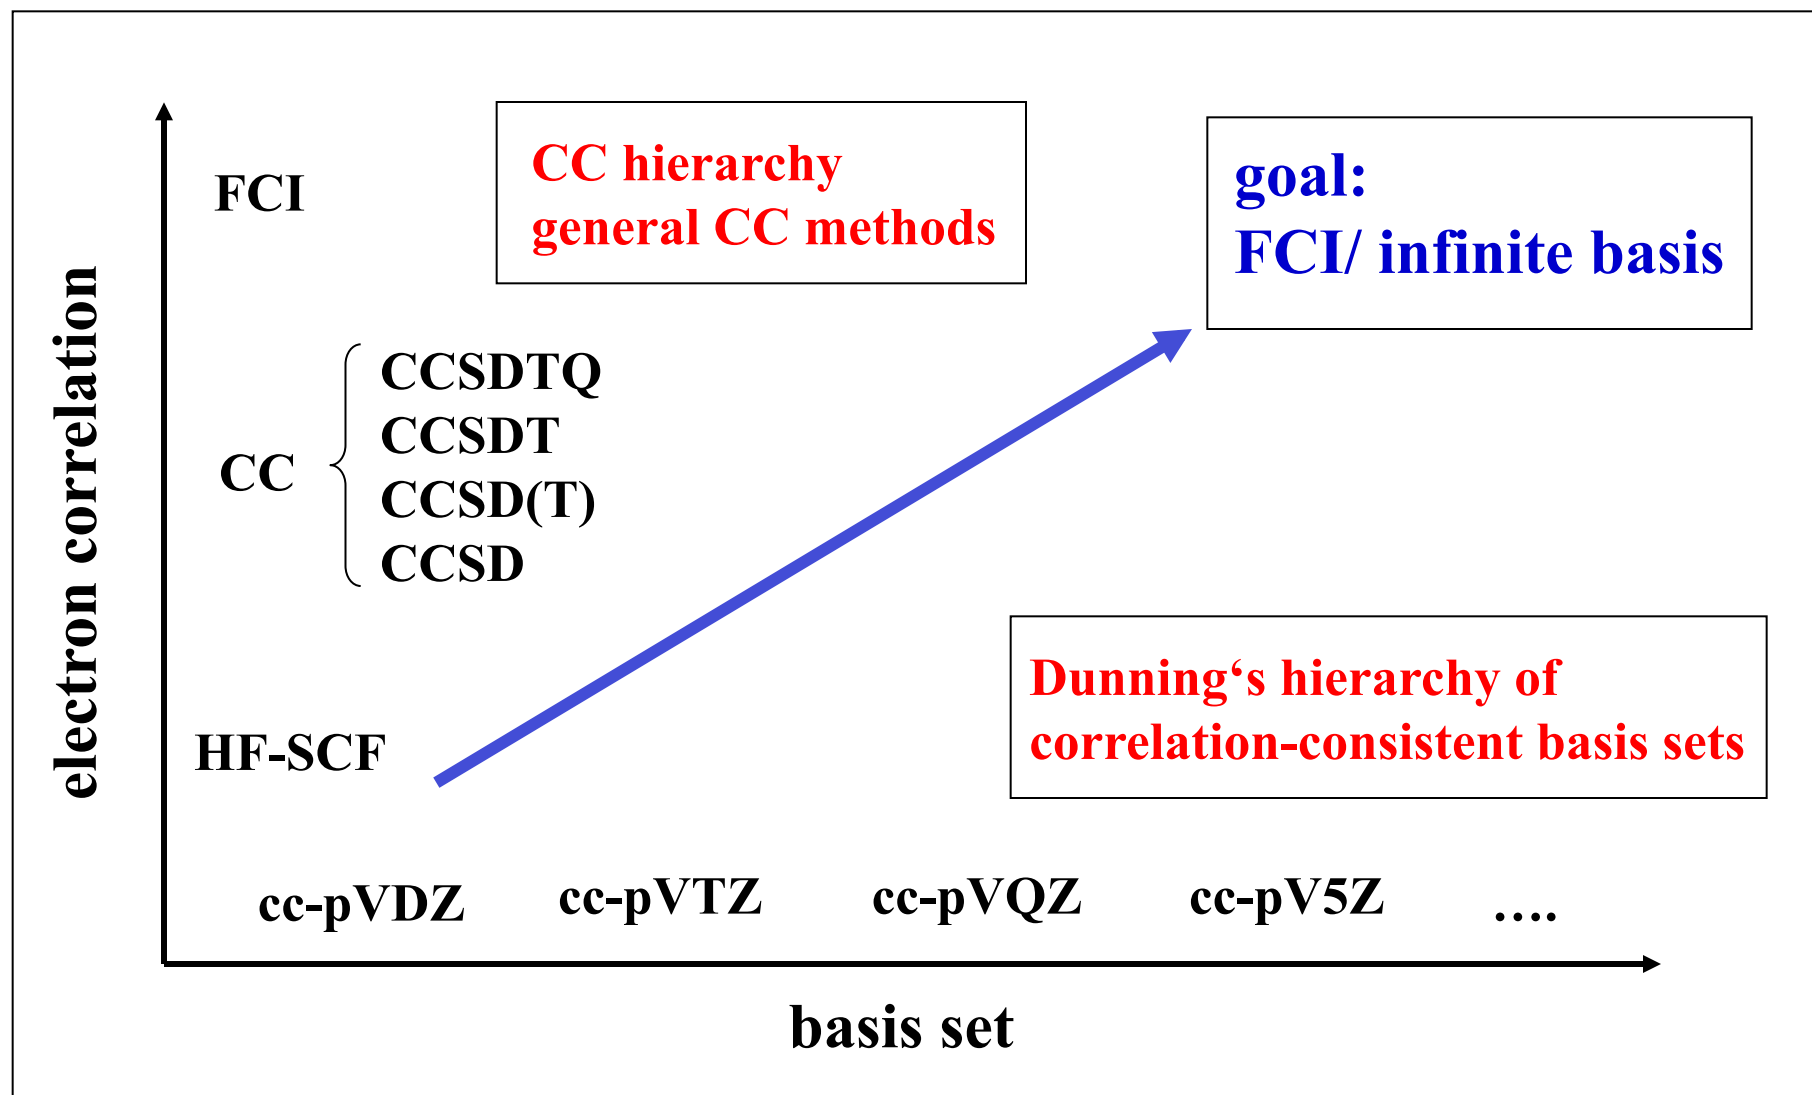 electron correlation
FCI
CC hierarchy
general CC methods
goal:
FCI/ infinite basis
CC
CCSDTQ
CCSDT
CCSD(T)
CCSD
HF-SCF
Dunning‘s hierarchy of
correlation-consistent basis sets
cc-pVDZ cc-pVTZ cc-pVQZ cc-pV5Z ....
basis set